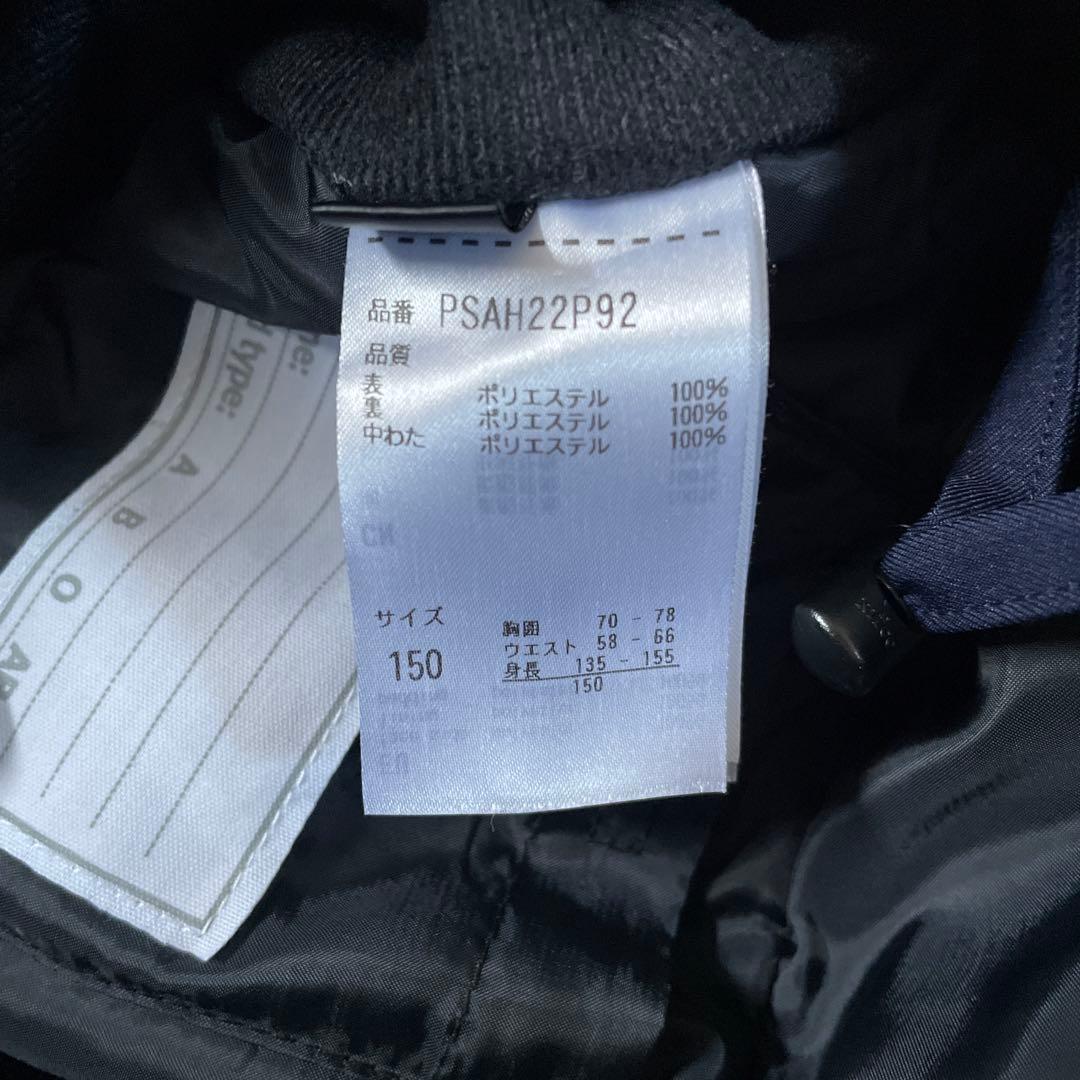 品番 PSAH22P92
品質
表 ポリエステル 100%
裏 ポリエステル 100%
中わた ポリエステル 100%
サイズ
150
胸囲 70 - 78
ウエスト 58 - 66
身長 135 - 155
150
type:
A
B
O
AB